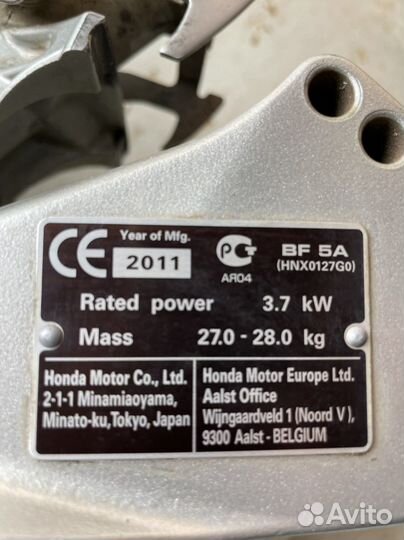 CE
Year of Mfg.
2011
PCT
АЯ04
BF 5A
(HNX0127G0)
Rated power 3.7 kW
Mass 27.0 - 28.0 kg
Honda Motor Co., Ltd.
2-1-1 Minamiaoyama,
Minato-ku,Tokyo, Japan
Honda Motor Europe Ltd.
Aalst Office
Wijngaardveld 1 (Noord V),
9300 Aalst - BELGIUM
Avito